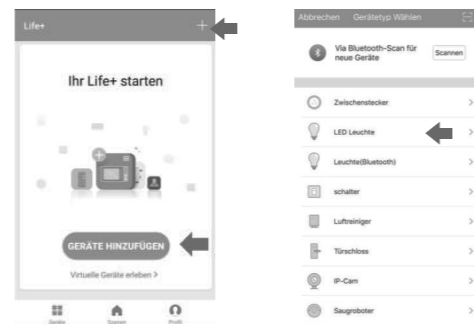 Life+
Ihr Life+ starten
GERÄTE HINZUFÜGEN
Virtuelle Geräte erleben >
Geräte Szenen Profil
Abbrechen Gerätetyp Wählen
Via Bluetooth-Scan für
neue Geräte
Scannen
Zwischenstecker
LED Leuchte
Leuchte(Bluetooth)
schalter
Luftreiniger
Türschloss
IP-Cam
Saugroboter